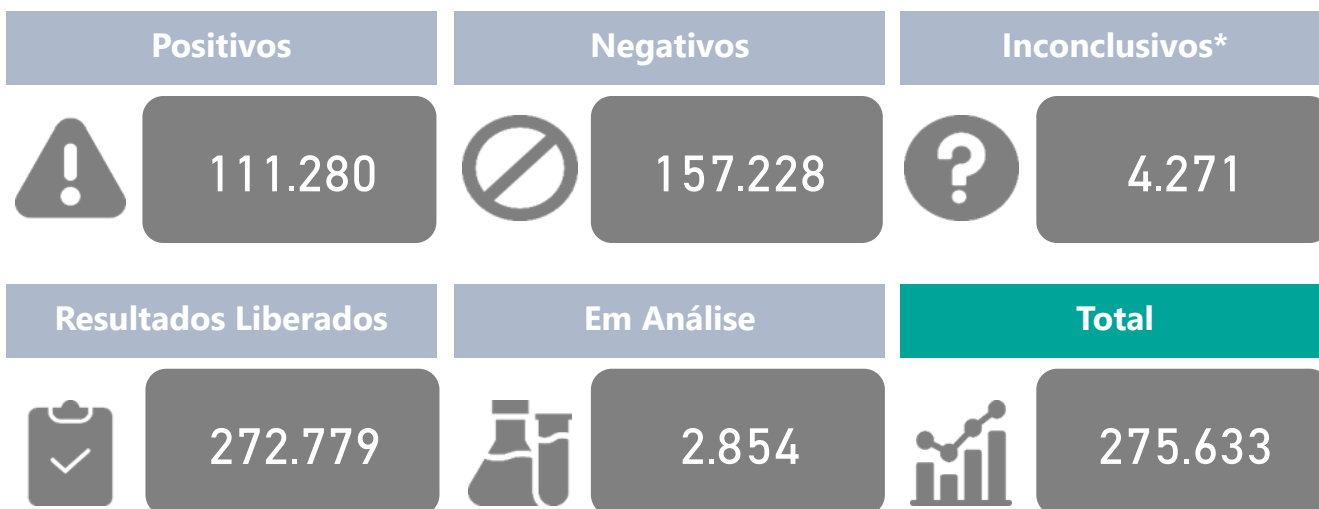 Positivos
Negativos
Inconclusivos*
111.280
157.228
4.271
Resultados Liberados
Em Análise
Total
272.779
2.854
275.633